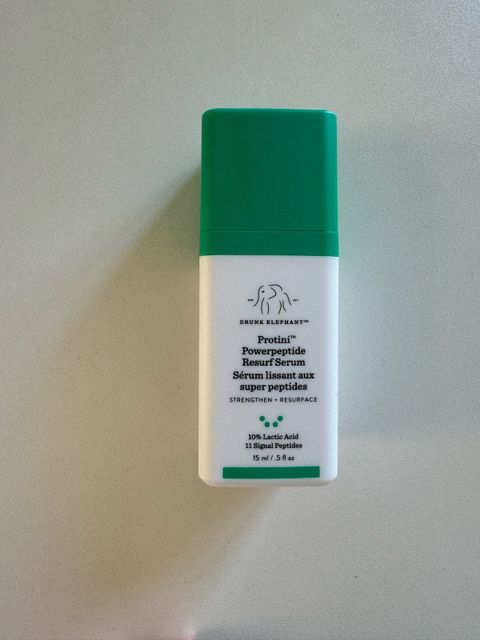 DRUNK ELEPHANT™
Protini™
Powerpeptide
Resurf Serum
Sérum lissant aux
super peptides
STRENGTHEN + RESURFACE
10% Lactic Acid
11 Signal Peptides
15 ml / .5 fl oz